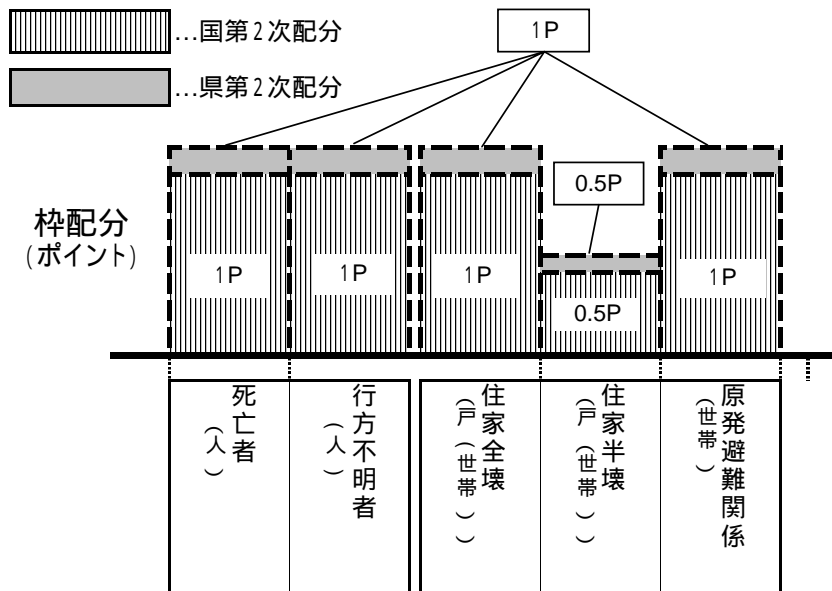 …国第2次配分
…県第2次配分
1P
0.5P
枠配分
(ポイント)
1P
1P
1P
0.5P
1P
死亡者
(人)
行方不明者
(人)
住家全壊
(戸(世帯))
住家半壊
(戸(世帯))
原発避難関係
(世帯)